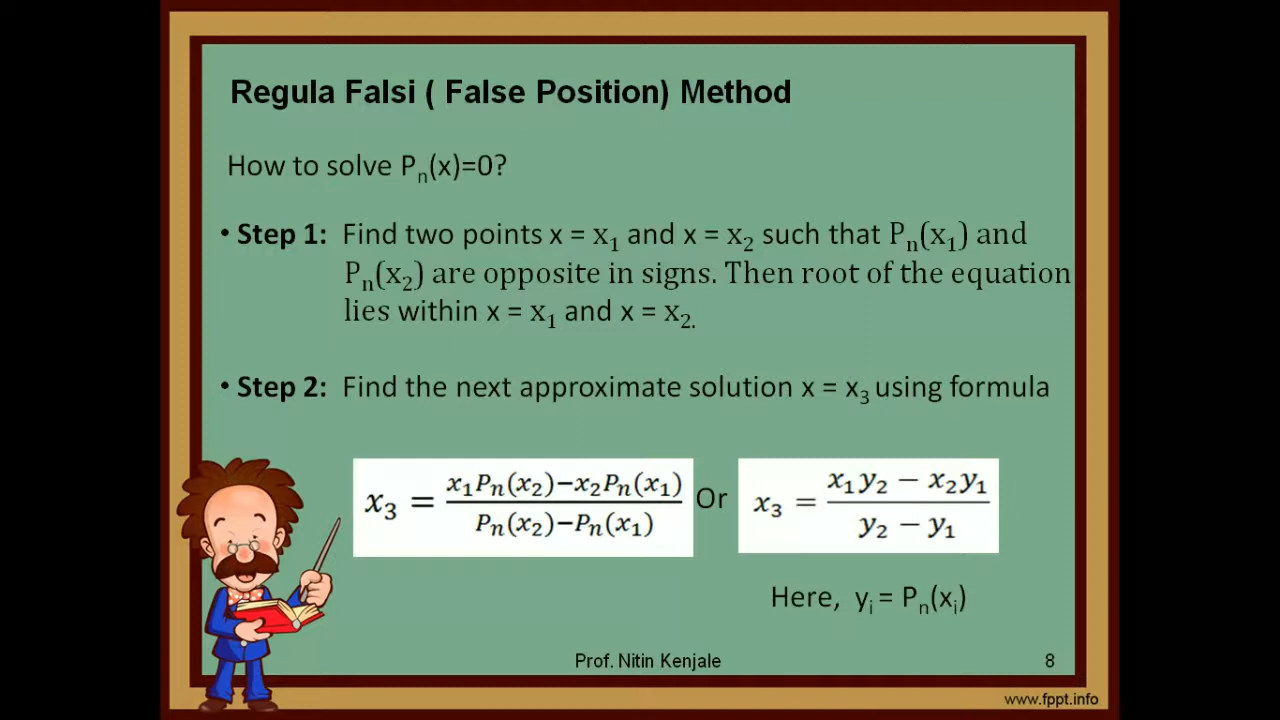 Regula Falsi ( False Position) Method
How to solve Pₙ(x)=0?
• Step 1: Find two points x = x₁ and x = x₂ such that Pₙ(x₁) and
Pₙ(x₂) are opposite in signs. Then root of the equation
lies within x = x₁ and x = x₂.
• Step 2: Find the next approximate solution x = x₃ using formula
x₃ = (x₁Pₙ(x₂)−x₂Pₙ(x₁))/(Pₙ(x₂)−Pₙ(x₁)) Or x₃ = (x₁y₂ − x₂y₁)/(y₂ − y₁)
Here, yᵢ = Pₙ(xᵢ)
Prof. Nitin Kenjale 8
www.fppt.info